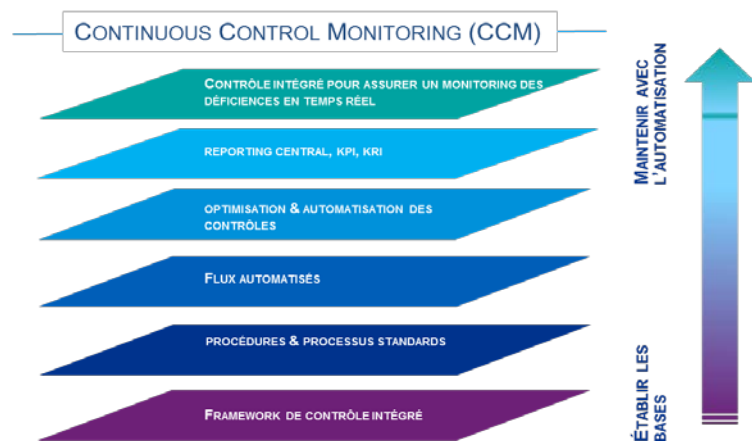 CONTINUOUS CONTROL MONITORING (CCM)
CONTRÔLE INTÉGRÉ POUR ASSURER UN MONITORING DES
DÉFICIENCES EN TEMPS RÉEL
REPORTING CENTRAL, KPI, KRI
OPTIMISATION & AUTOMATISATION DES
CONTRÔLES
FLUX AUTOMATISÉS
PROCÉDURES & PROCESSUS STANDARDS
FRAMEWORK DE CONTRÔLE INTÉGRÉ
MAINTENIR AVEC
L'AUTOMATISATION
ÉTABLIR LES
BASES